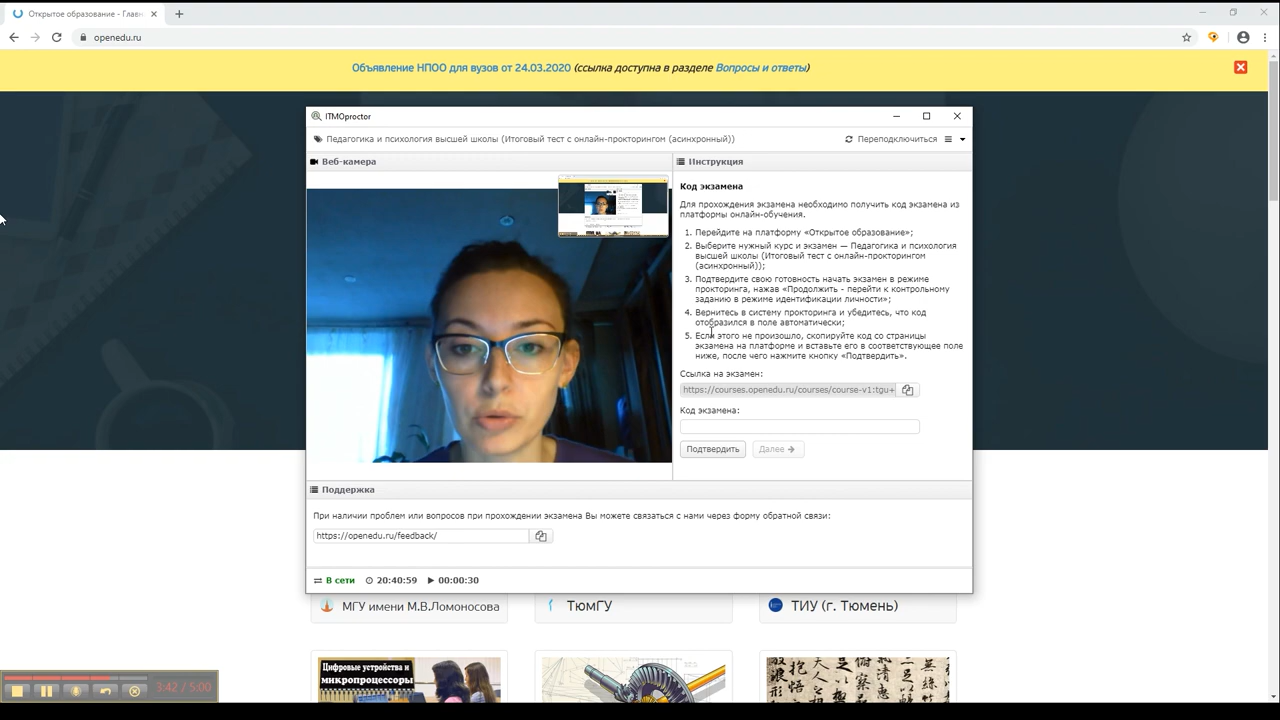 Открытое образование - Главн
openedu.ru
Объявление НПОО для вузов от 24.03.2020 (ссылка доступна в разделе Вопросы и ответы)
ITMOproctor
Педагогика и психология высшей школы (Итоговый тест с онлайн-прокторингом (асинхронный))
Переподключиться
Веб-камера
Инструкция
Код экзамена
Для прохождения экзамена необходимо получить код экзамена из
платформы онлайн-обучения.
1. Перейдите на платформу «Открытое образование»;
2. Выберите нужный курс и экзамен — Педагогика и психология
высшей школы (Итоговый тест с онлайн-прокторингом
(асинхронный));
3. Подтвердите свою готовность начать экзамен в режиме
прокторинга, нажав «Продолжить - перейти к контрольному
заданию в режиме идентификации личности»;
4. Вернитесь в систему прокторинга и убедитесь, что код
отобразился в поле автоматически;
5. Если этого не произошло, скопируйте код со страницы
экзамена на платформе и вставьте его в соответствующее поле
ниже, после чего нажмите кнопку «Подтвердить».
Ссылка на экзамен:
https://courses.openedu.ru/courses/course-v1:tgu+
Код экзамена:
Подтвердить
Далее
Поддержка
При наличии проблем или вопросов при прохождении экзамена Вы можете связаться с нами через форму обратной связи:
https://openedu.ru/feedback/
В сети 20:40:59 00:00:30
МГУ имени М.В.Ломоносова
ТюмГУ
ТИУ (г. Тюмень)
Цифровые устройства и
микропроцессоры
3:42 / 5:00